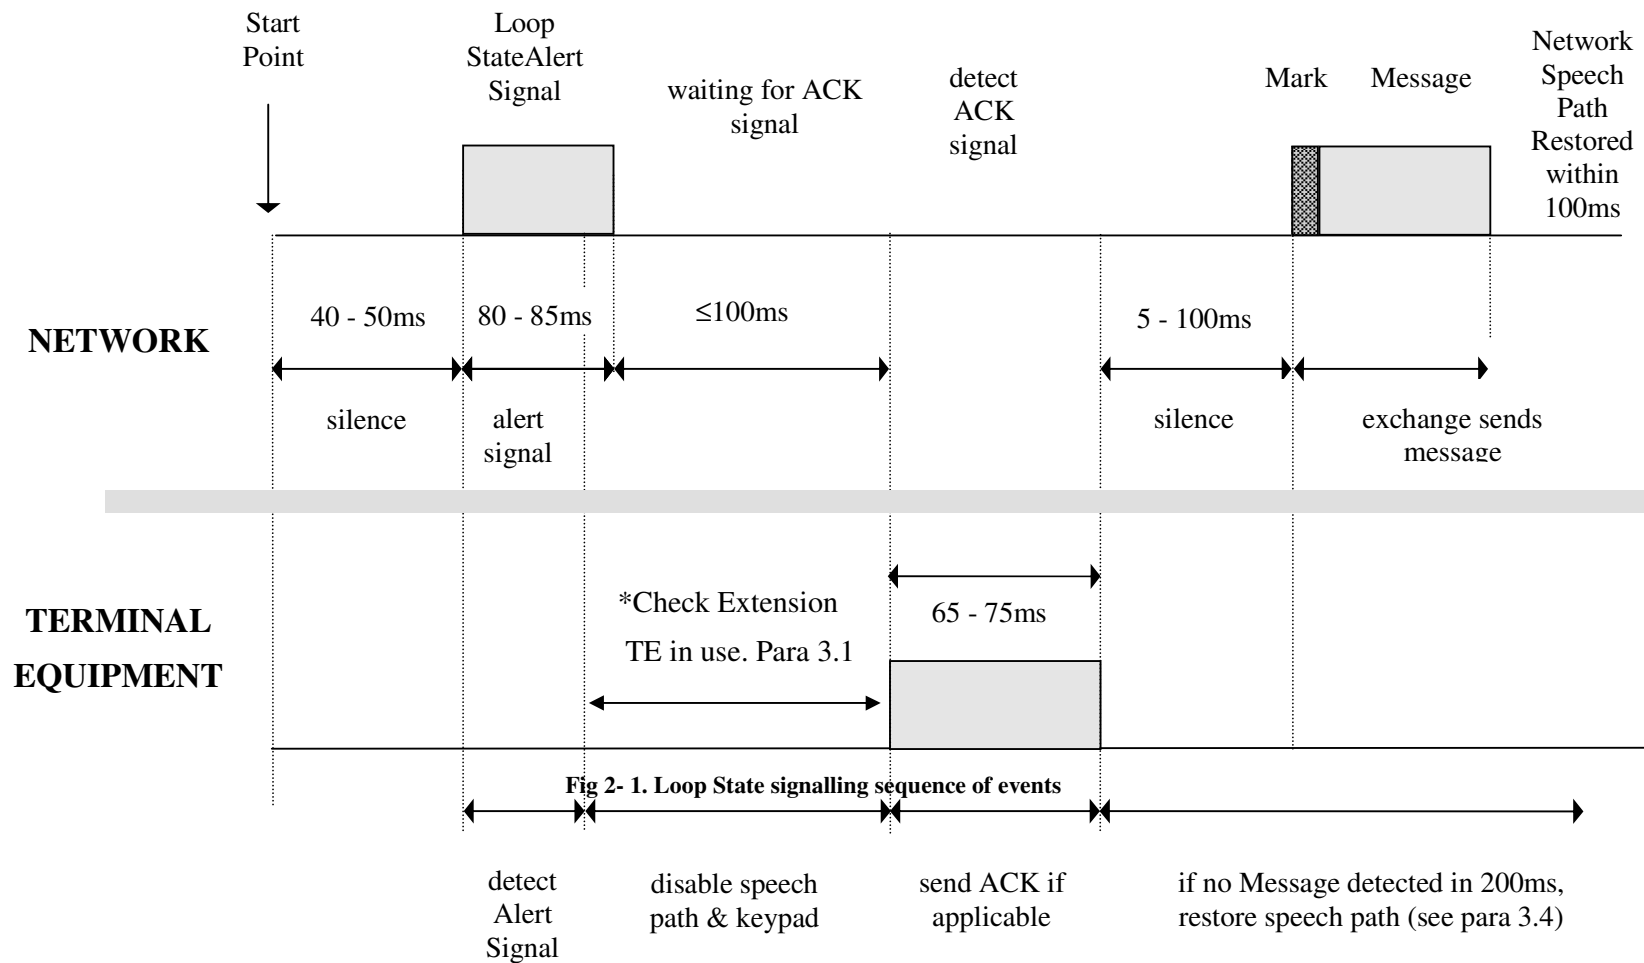 Start
Point
Loop
StateAlert
Signal
waiting for ACK
signal
detect
ACK
signal
Mark
Message
Network
Speech
Path
Restored
within
100ms
NETWORK
40 - 50ms
80 - 85ms
≤100ms
5 - 100ms
silence
alert
signal
silence
exchange sends
message
TERMINAL
EQUIPMENT
*Check Extension
TE in use. Para 3.1
65 - 75ms
Fig 2- 1. Loop State signalling sequence of events
detect
Alert
Signal
disable speech
path & keypad
send ACK if
applicable
if no Message detected in 200ms,
restore speech path (see para 3.4)